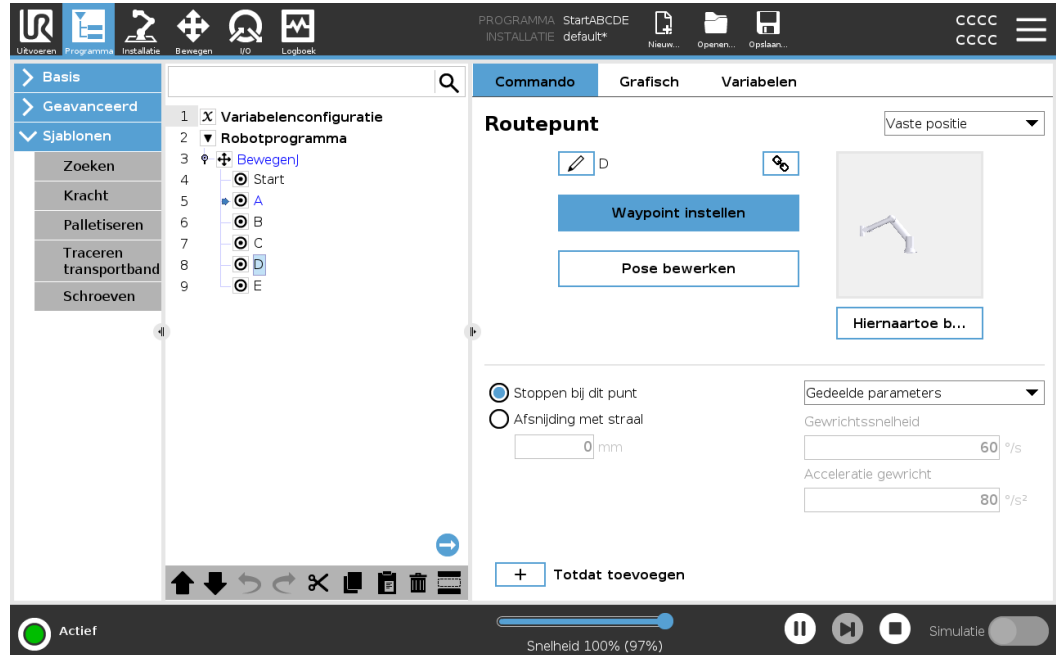 UR
PROGRAMMA StartABCDE
INSTALLATIE default*
Nieuw...
Openen...
Opslaan...
CCCC
CCCC
Uitvoeren
Programma
Installatie
Bewegen
I/O
Logboek
Basis
Geavanceerd
Sjablonen
Zoeken
Kracht
Palletiseren
Traceren
transportband
Schroeven
1 X Variabelenconfiguratie
2 Robotprogramma
3 BewegenJ
4 Start
5 A
6 B
7 C
8 D
9 E
Commando Grafisch Variabelen
Routepunt
Vaste positie
D
Waypoint instellen
Pose bewerken
Hiernaartoe b...
Stoppen bij dit punt
Afsnijding met straal
0 mm
Gedeelde parameters
Gewrichtssnelheid
60 °/s
Acceleratie gewricht
80 °/s²
+ Totdat toevoegen
Actief
Snelheid 100% (97%)
Simulatie